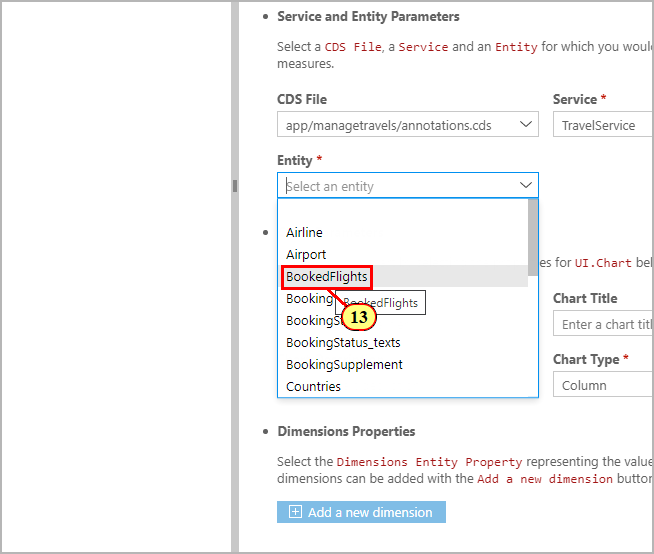 Service and Entity Parameters
Select a CDS File, a Service and an Entity for which you would
measures.
CDS File
Service *
app/managetravels/annotations.cds
TravelService
Entity *
Select an entity
Airline
Airport
BookedFlights
es for UI.Chart bel
Booking
BookedFlights
Chart Title
13
BookingS
Enter a chart titl
BookingStatus_texts
Chart Type *
BookingSupplement
Countries
Column
Dimensions Properties
Select the Dimensions Entity Property representing the value
dimensions can be added with the Add a new dimension button
Add a new dimension